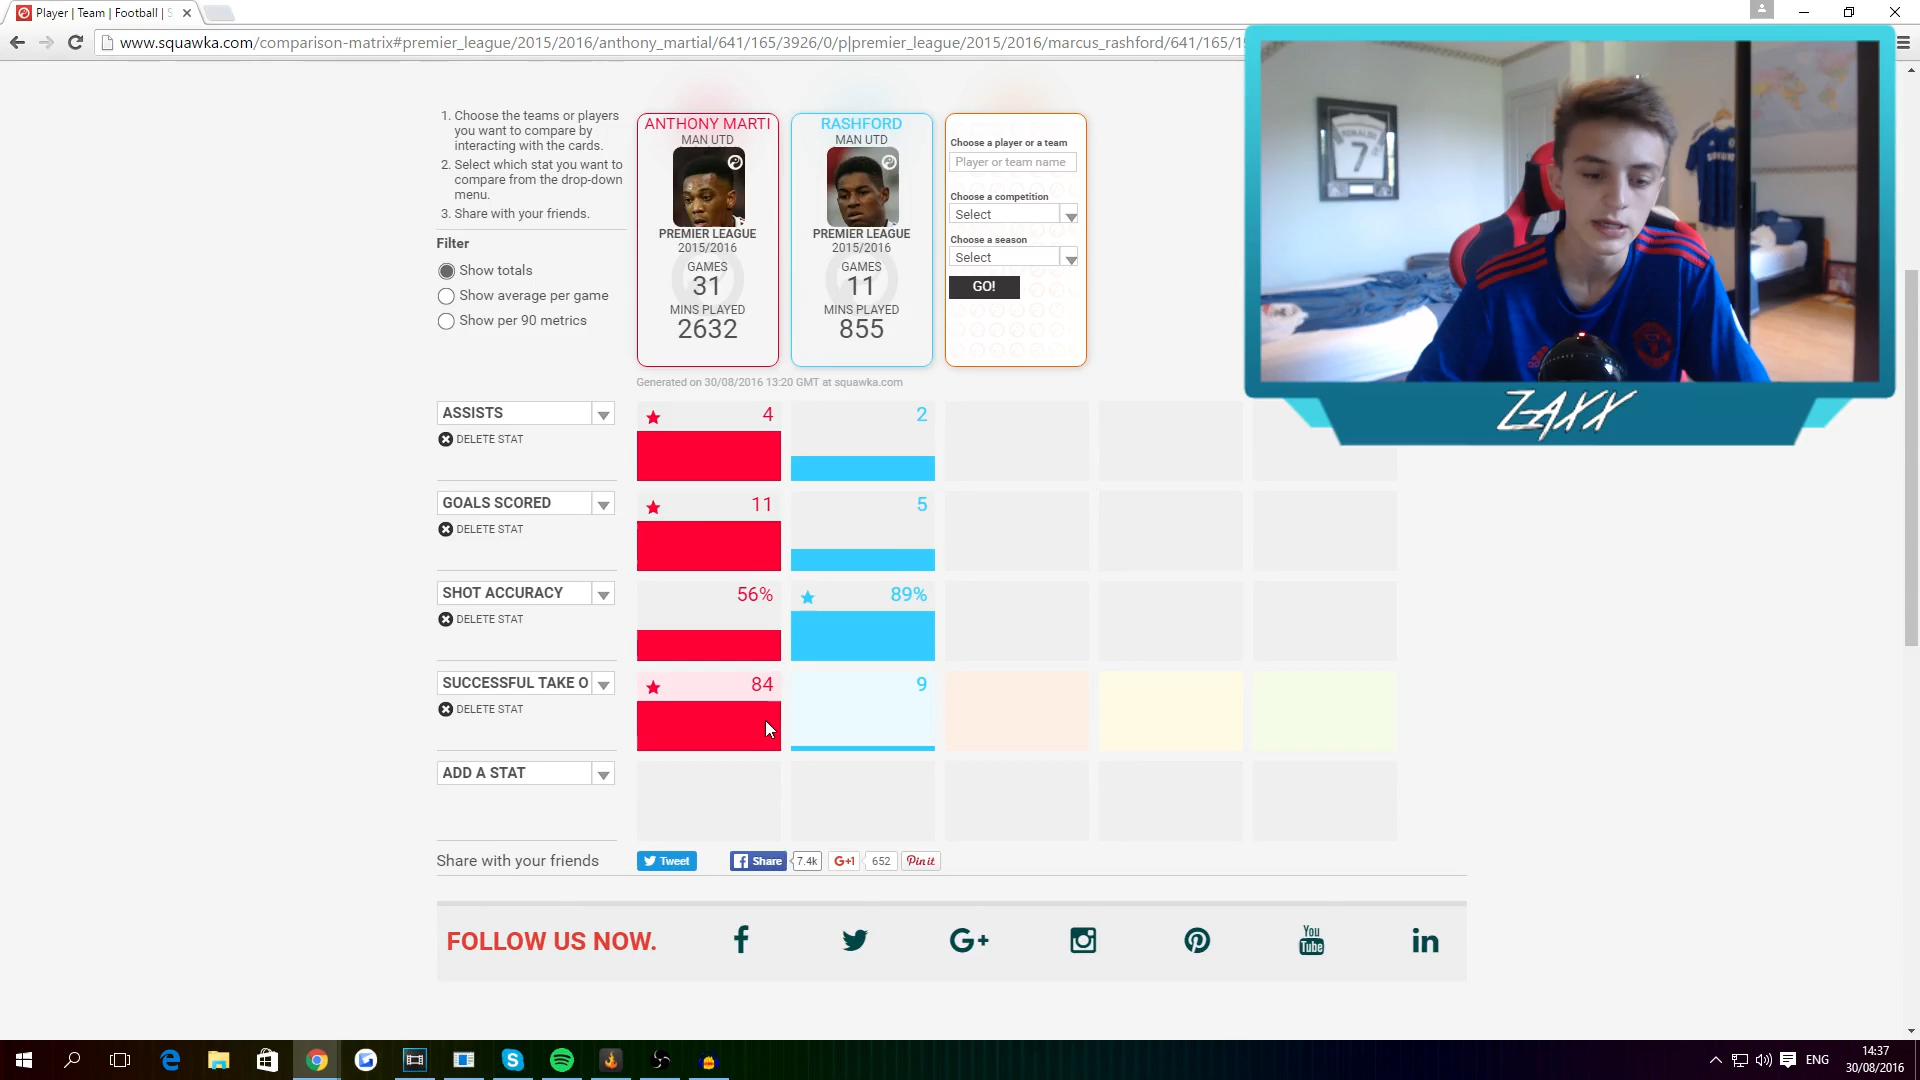 Player | Team | Football | S
www.squawka.com/comparison-matrix#premier_league/2015/2016/anthony_martial/641/165/3926/0/p|premier_league/2015/2016/marcus_rashford/641/165/1
1. Choose the teams or players you want to compare by interacting with the cards.
2. Select which stat you want to compare from the drop-down menu.
3. Share with your friends.
Filter
Show totals
Show average per game
Show per 90 metrics
ANTHONY MARTI
MAN UTD
PREMIER LEAGUE
2015/2016
GAMES
31
MINS PLAYED
2632
RASHFORD
MAN UTD
PREMIER LEAGUE
2015/2016
GAMES
11
MINS PLAYED
855
Choose a player or a team
Player or team name
Choose a competition
Select
Choose a season
Select
GO!
RONALDO
7
ZAXX
Generated on 30/08/2016 13:20 GMT at squawka.com
ASSISTS 4 2
DELETE STAT
GOALS SCORED 11 5
DELETE STAT
SHOT ACCURACY 56% 89%
DELETE STAT
SUCCESSFUL TAKE O 84 9
DELETE STAT
ADD A STAT
Share with your friends Tweet Share 7.4k G+1 652 Pin it
FOLLOW US NOW. f G+ You Tube in
ENG 14:37
30/08/2016